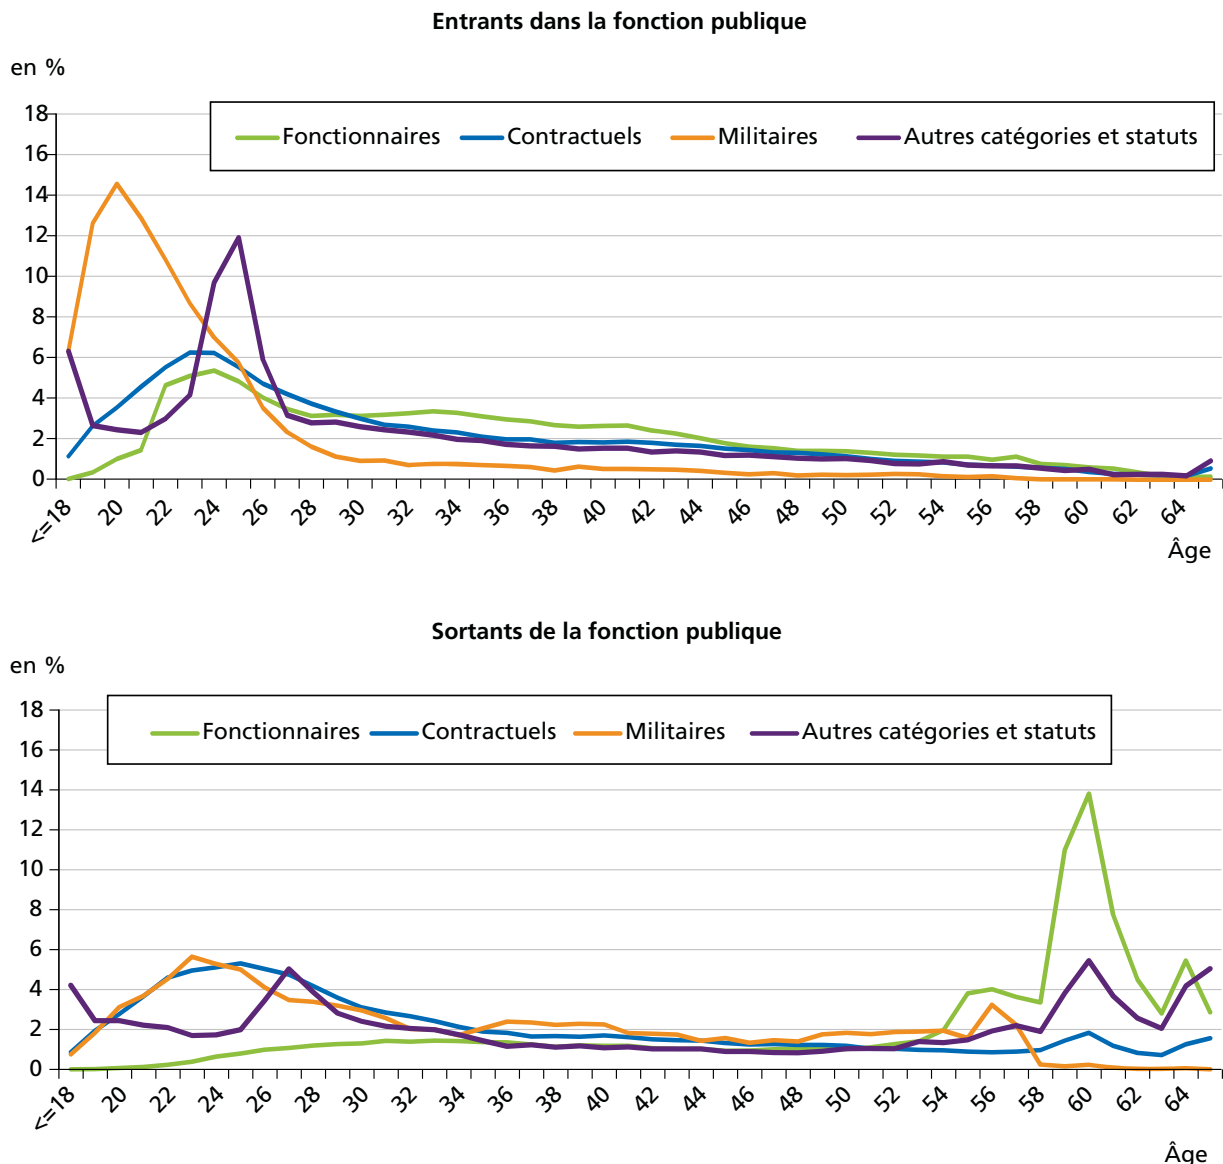 Entrants dans la fonction publique
en %
Fonctionnaires Contractuels Militaires Autres catégories et statuts
18
16
14
12
10
8
6
4
2
0
<=18 20 22 24 26 28 30 32 34 36 38 40 42 44 46 48 50 52 54 56 58 60 62 64
Âge
Sortants de la fonction publique
en %
Fonctionnaires Contractuels Militaires Autres catégories et statuts
18
16
14
12
10
8
6
4
2
0
<=18 20 22 24 26 28 30 32 34 36 38 40 42 44 46 48 50 52 54 56 58 60 62 64
Âge